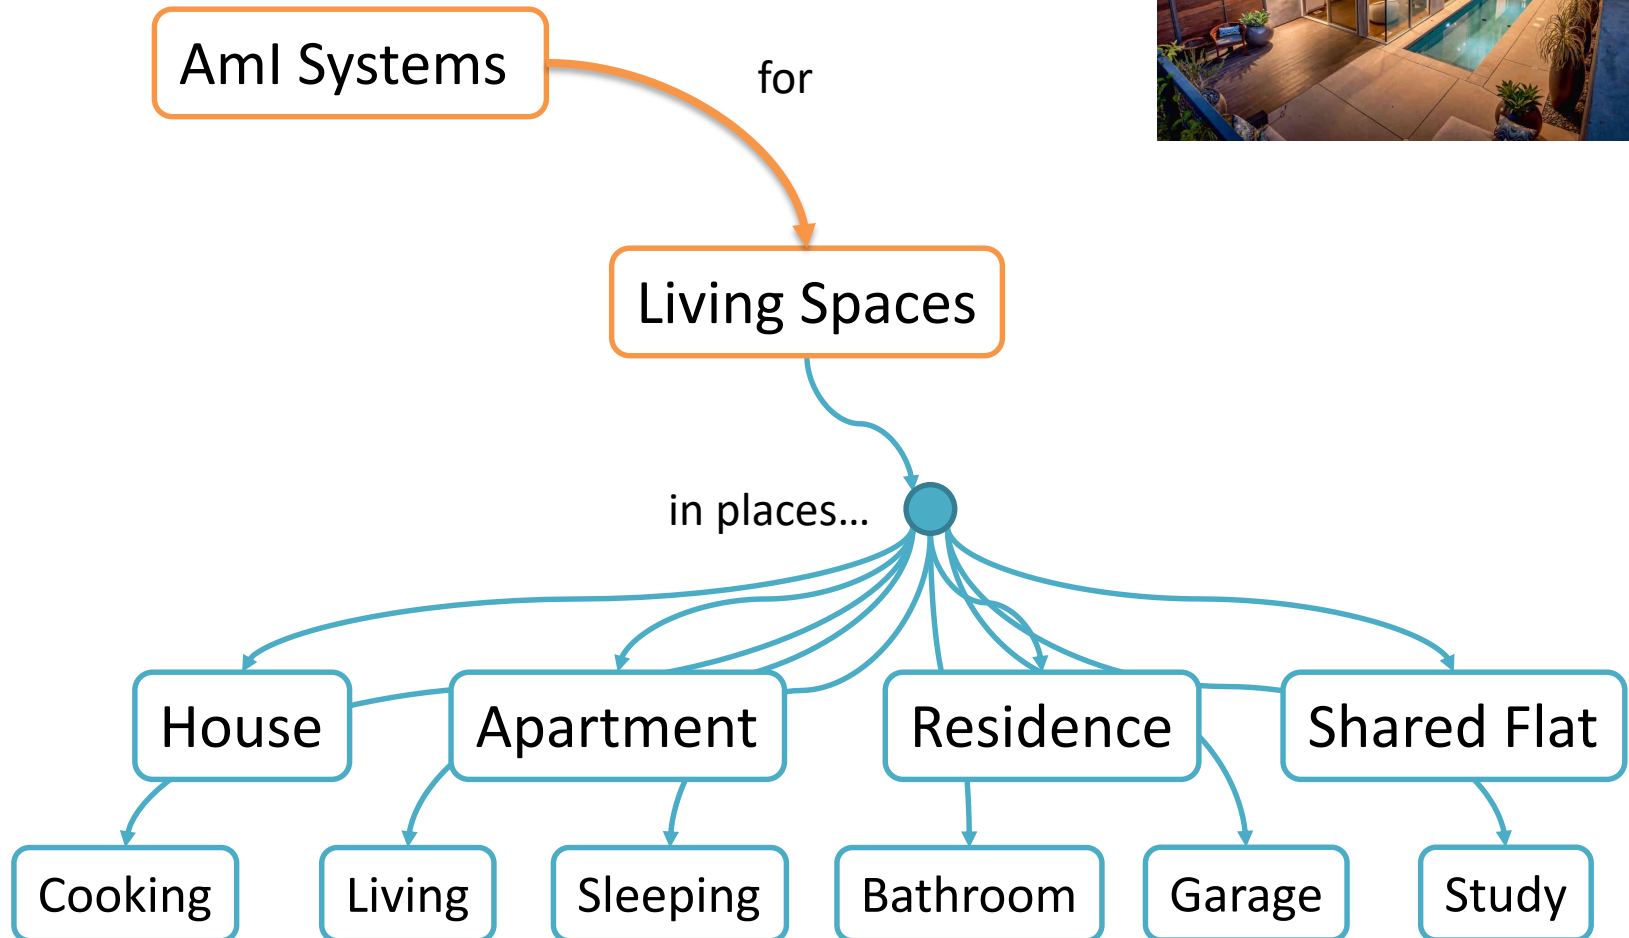 AmI Systems
for
Living Spaces
in places...
House
Apartment
Residence
Shared Flat
Cooking
Living
Sleeping
Bathroom
Garage
Study